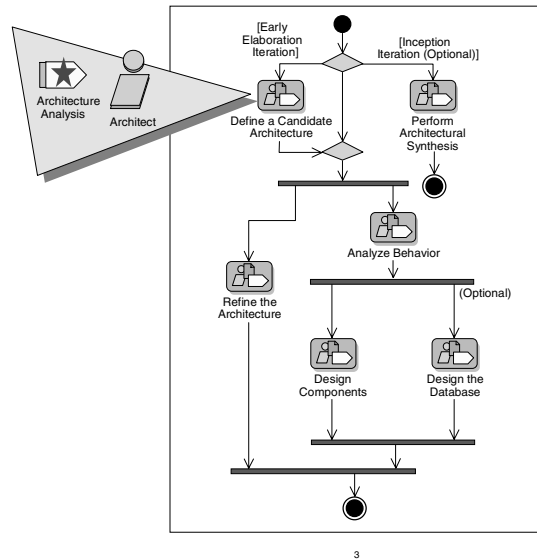 [Early
Elaboration
Iteration]
[Inception
Iteration (Optional)]
Architecture
Analysis
Architect
Define a Candidate
Architecture
Perform
Architectural
Synthesis
Analyze Behavior
Refine the
Architecture
(Optional)
Design
Components
Design the
Database
3